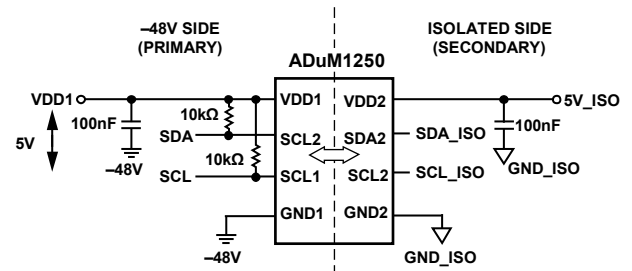 –48V SIDE
(PRIMARY)
ISOLATED SIDE
(SECONDARY)
ADuM1250
VDD1
VDD1
VDD2
5V_ISO
100nF
10kΩ
100nF
5V
SDA
SCL2
SDA2
SDA_ISO
–48V
10kΩ
GND_ISO
SCL
SCL1
SCL2
SCL_ISO
GND1
GND2
–48V
GND_ISO